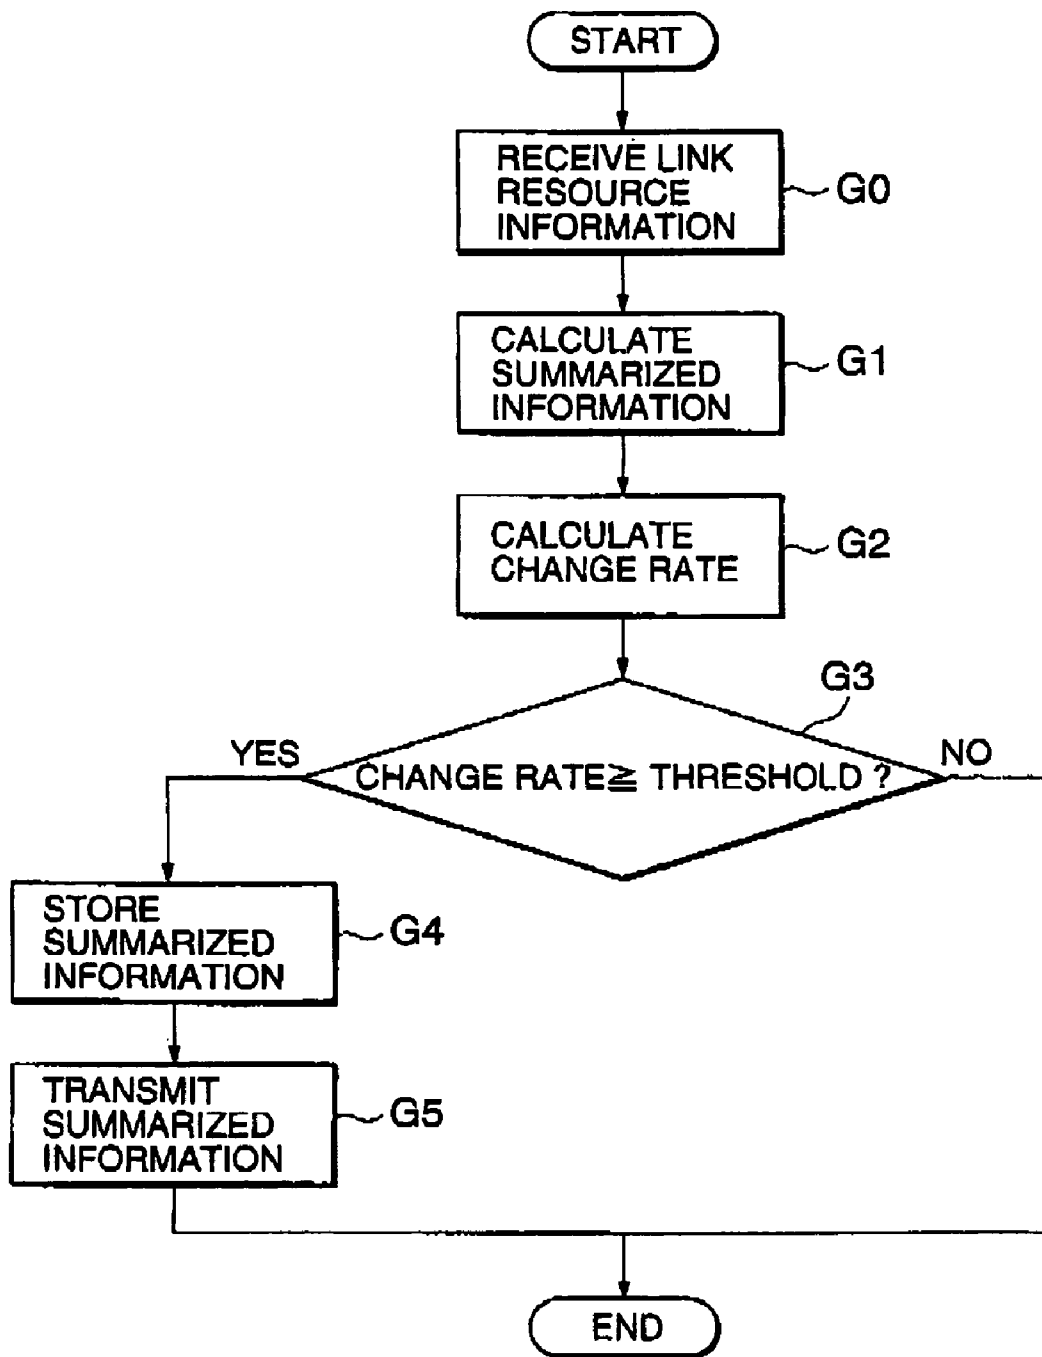 START
RECEIVE LINK
RESOURCE
INFORMATION
G0
CALCULATE
SUMMARIZED
INFORMATION
G1
CALCULATE
CHANGE RATE
G2
G3
YES
NO
CHANGE RATE≧ THRESHOLD ?
STORE
SUMMARIZED
INFORMATION
G4
TRANSMIT
SUMMARIZED
INFORMATION
G5
END